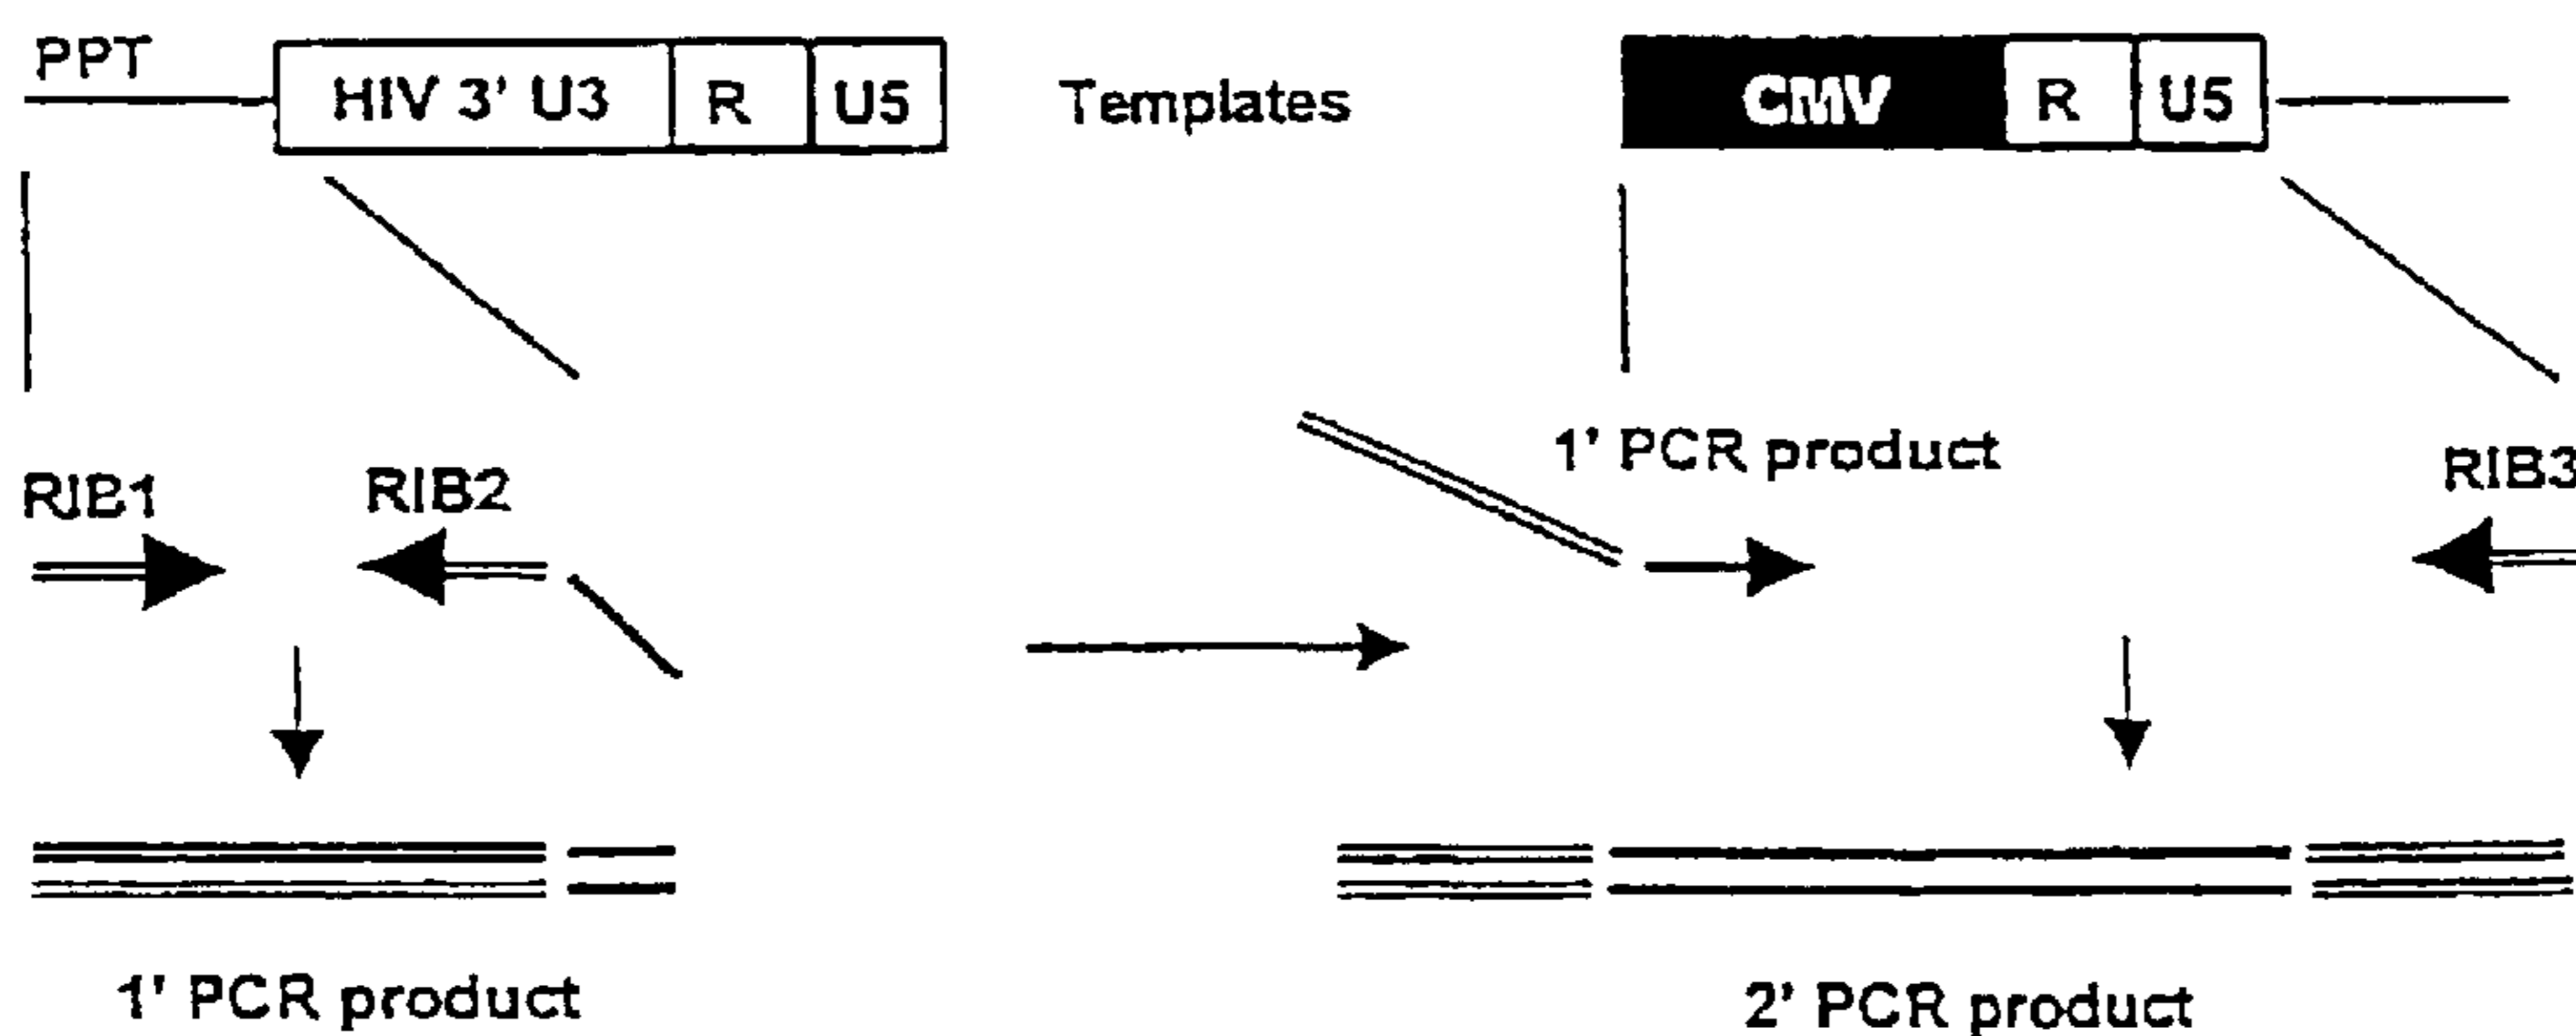 PPT
HIV 3' U3 R U5
Templates
CMV R U5
1' PCR product
RIB1
RIB2
RIB3
1' PCR product
2' PCR product